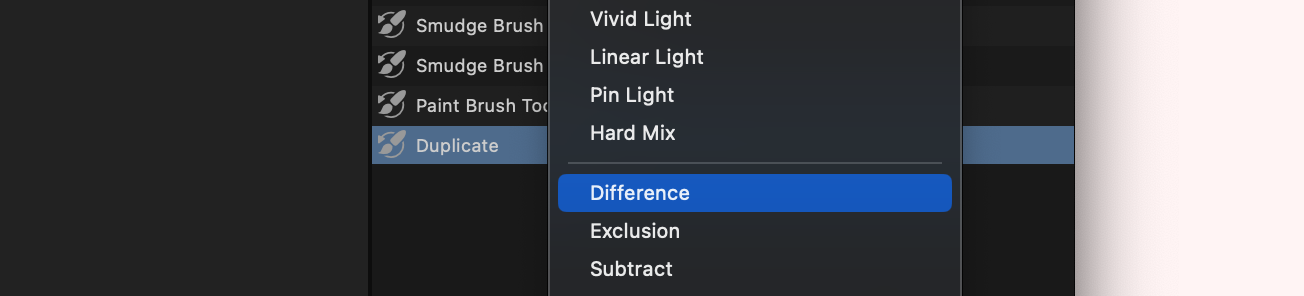 Smudge Brush
Smudge Brush
Paint Brush
Duplicate
Vivid Light
Linear Light
Pin Light
Hard Mix
Difference
Exclusion
Subtract